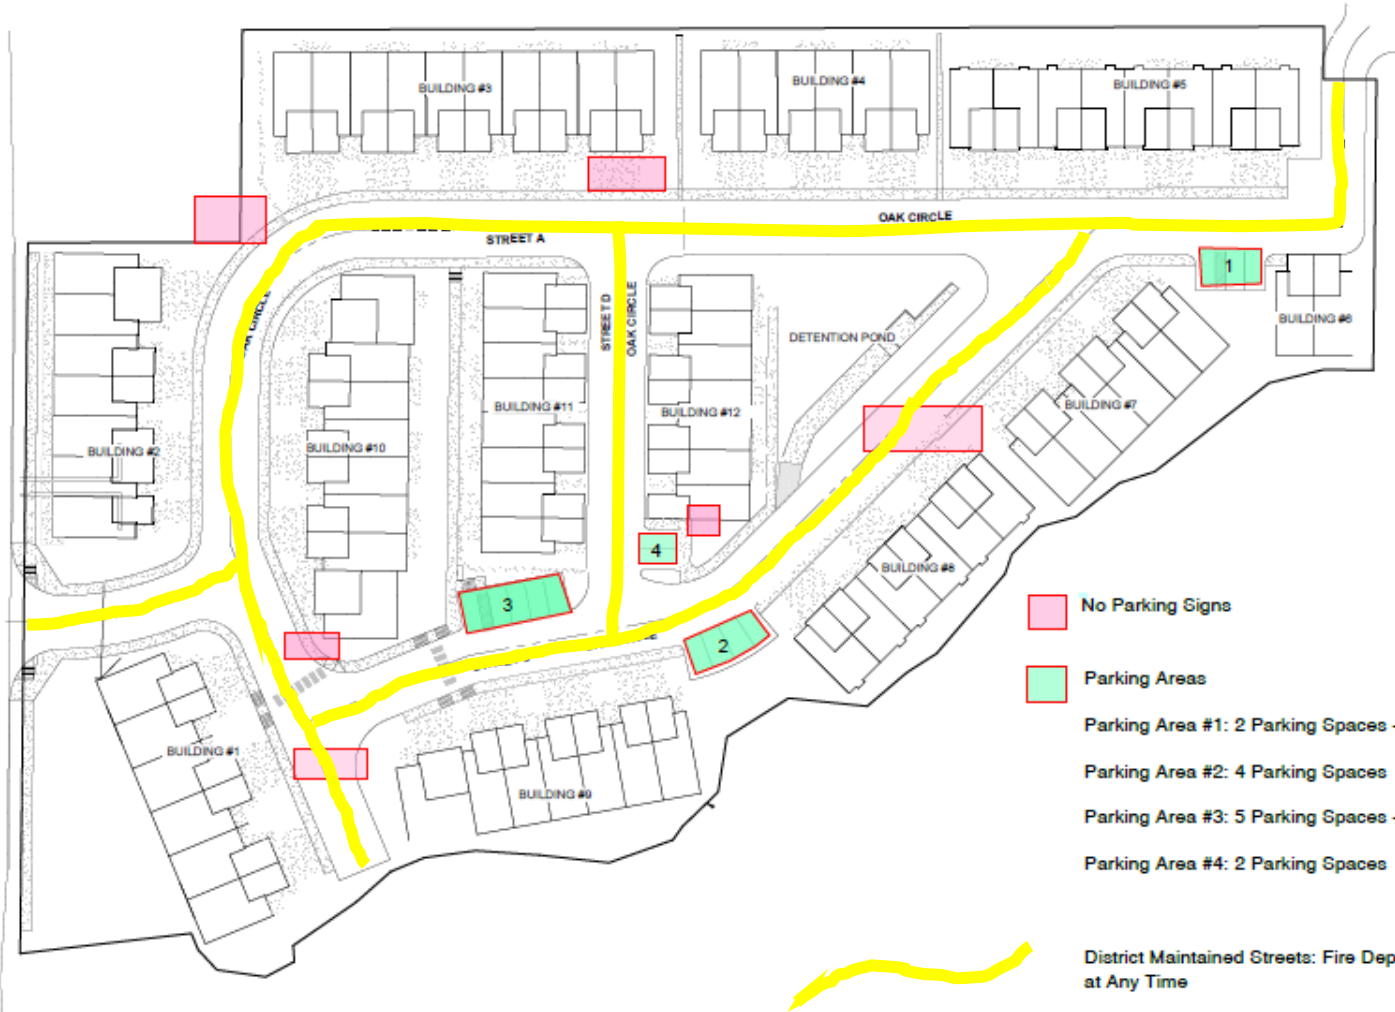 BUILDING #3
BUILDING #4
BUILDING #5
OAK CIRCLE
STREET A
1
STREET D
OAK CIRCLE
BUILDING #6
DETENTION POND
BUILDING #7
BUILDING #11
BUILDING #12
BUILDING #2
BUILDING #10
4
BUILDING #8
3
2
BUILDING #1
BUILDING #9
No Parking Signs
Parking Areas
Parking Area #1: 2 Parking Spaces -
Parking Area #2: 4 Parking Spaces
Parking Area #3: 5 Parking Spaces -
Parking Area #4: 2 Parking Spaces
District Maintained Streets: Fire Dep
at Any Time